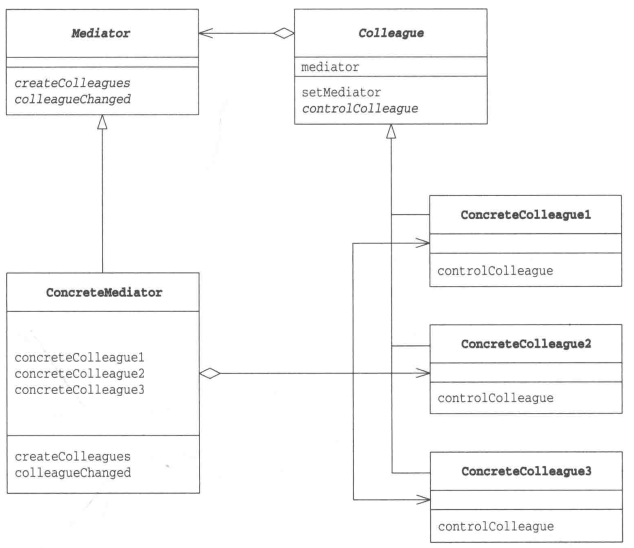 Mediator
createColleagues
colleagueChanged
Colleague
mediator
setMediator
controlColleague
ConcreteColleague1
controlColleague
ConcreteMediator
concreteColleague1
concreteColleague2
concreteColleague3
createColleagues
colleagueChanged
ConcreteColleague2
controlColleague
ConcreteColleague3
controlColleague